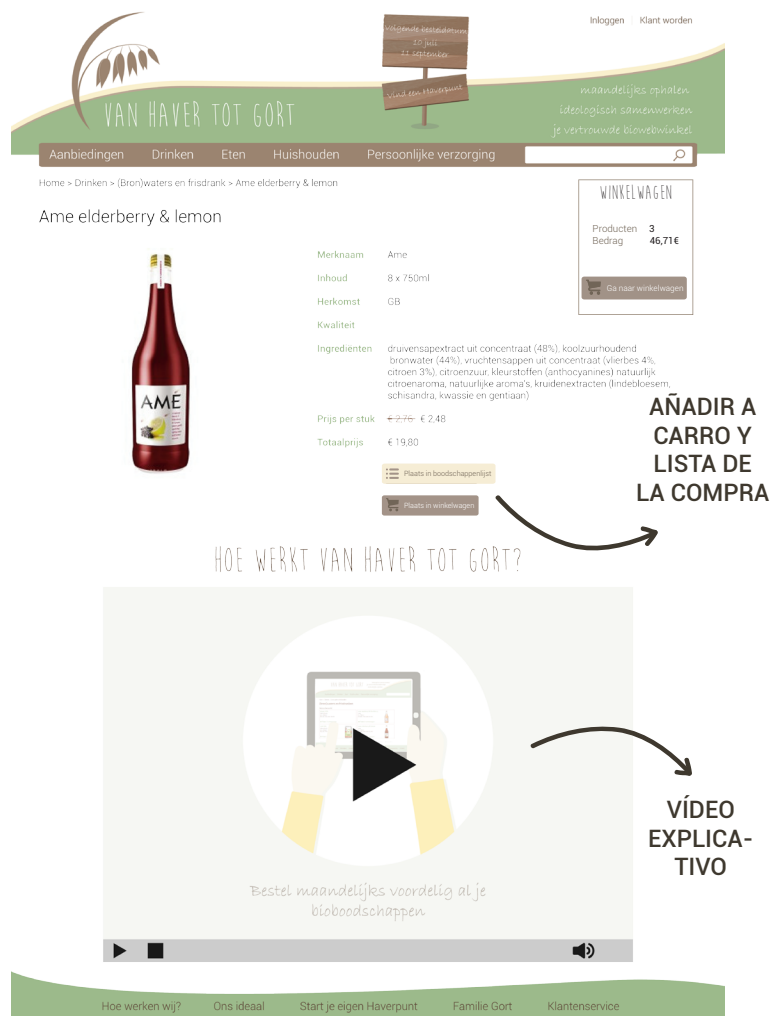 Inloggen | Klant worden
Volgende besteldatum
10 juli
11 september
Vind een Haverpunt
VAN HAVER TOT GORT
maandelijks ophalen
ideologisch samenwerken
je vertrouwde biowebwinkel
Aanbiedingen Drinken Eten Huishouden Persoonlijke verzorging
Home > Drinken > (Bron)waters en frisdrank > Ame elderberry & lemon
WINKELWAGEN
Producten 3
Bedrag 46,71€
Ga naar winkelwagen
Ame elderberry & lemon
AMÉ
Merknaam Ame
Inhoud 8 x 750ml
Herkomst GB
Kwaliteit
Ingrediënten druivensapextract uit concentraat (48%), koolzuurhoudend
bronwater (44%), vruchtensappen uit concentraat (vlierbes 4%,
citroen 3%), citroenzuur, kleurstoffen (anthocyanines) natuurlijk
citroenaroma, natuurlijke aroma's, kruidenextracten (lindebloesem,
schisandra, kwassie en gentiaan)
Prijs per stuk € 2,76 € 2,48
Totaalprijs € 19,80
Plaats in boodschappenlijst
Plaats in winkelwagen
AÑADIR A
CARRO Y
LISTA DE
LA COMPRA
HOE WERKT VAN HAVER TOT GORT?
Bestel maandelijks voordelig al je
bioboodschappen
VÍDEO
EXPLICA-
TIVO
Hoe werken wij? Ons ideaal Start je eigen Haverpunt Familie Gort Klantenservice